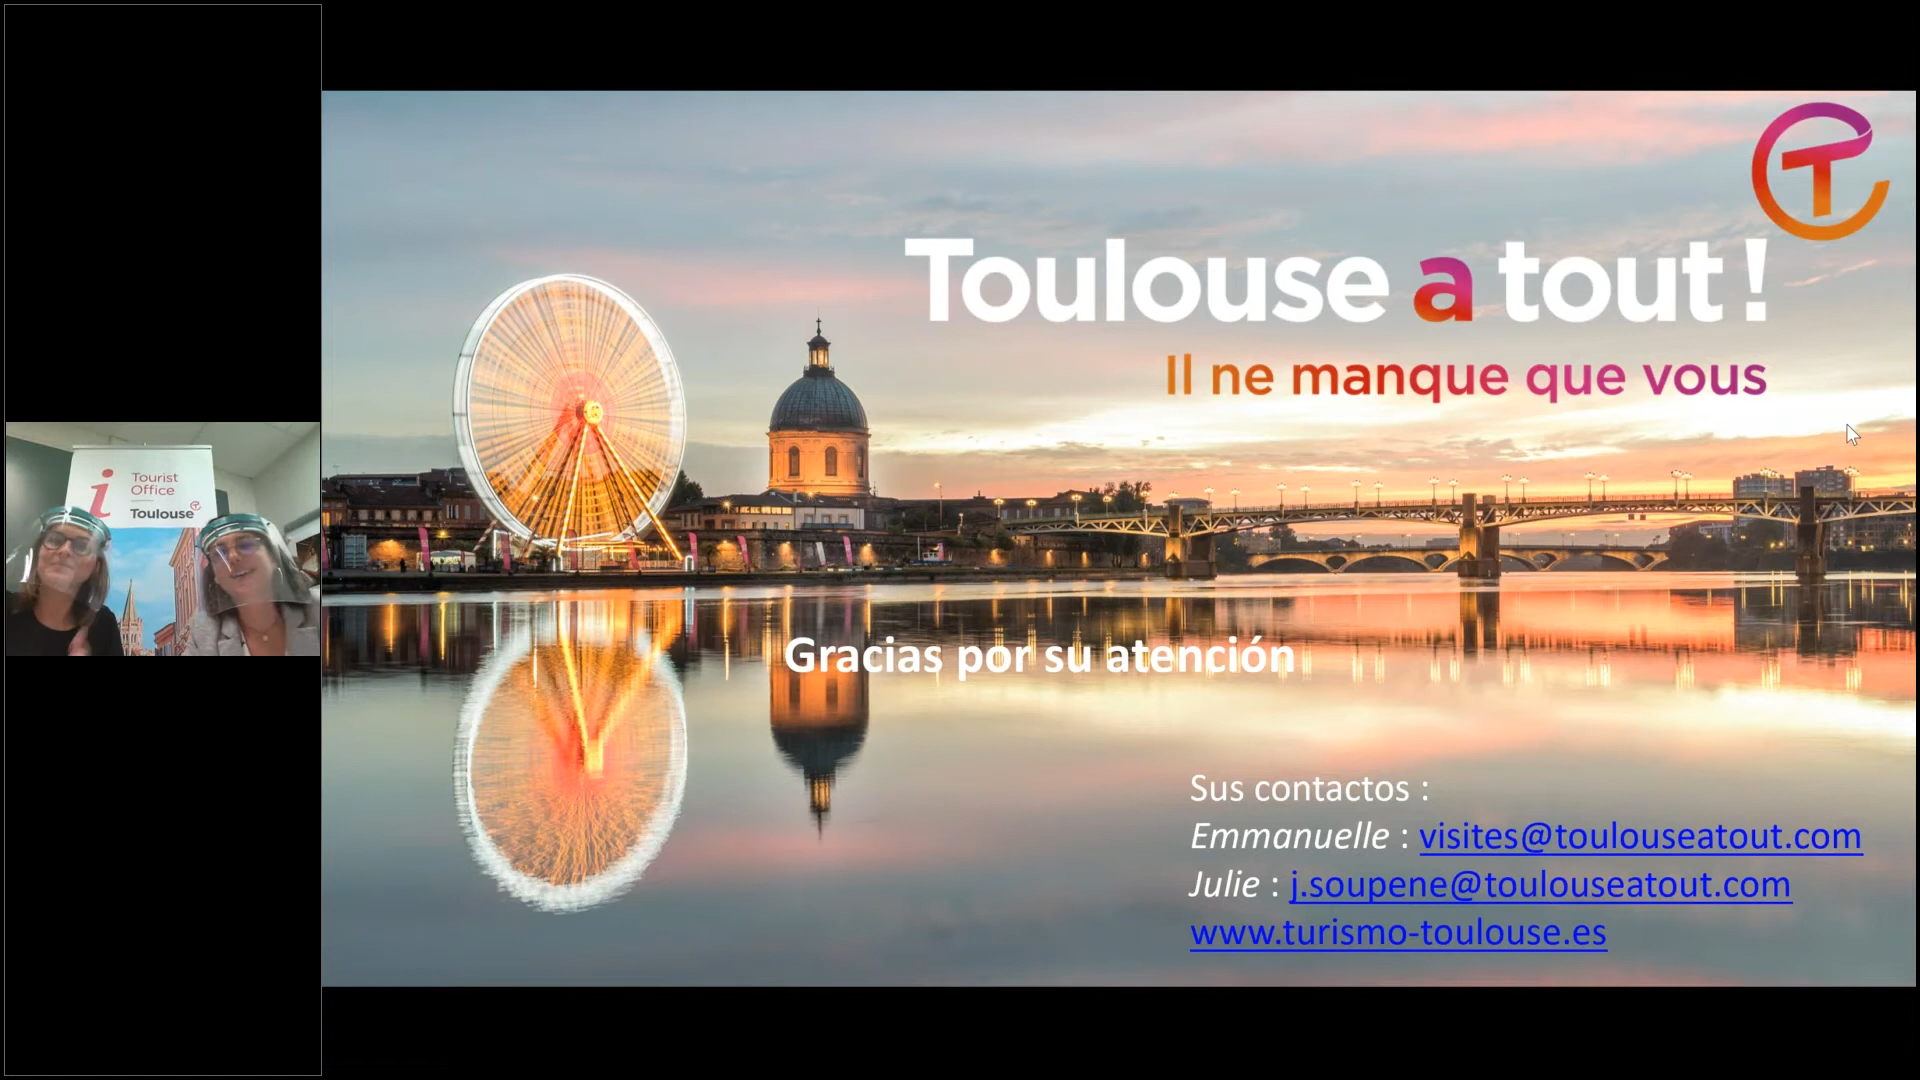 i
Tourist
Office
Toulouse
T
Toulouse a tout !
Il ne manque que vous
Gracias por su atención
Sus contactos :
Emmanuelle : visites@toulouseatout.com
Julie : j.soupene@toulouseatout.com
www.turismo-toulouse.es